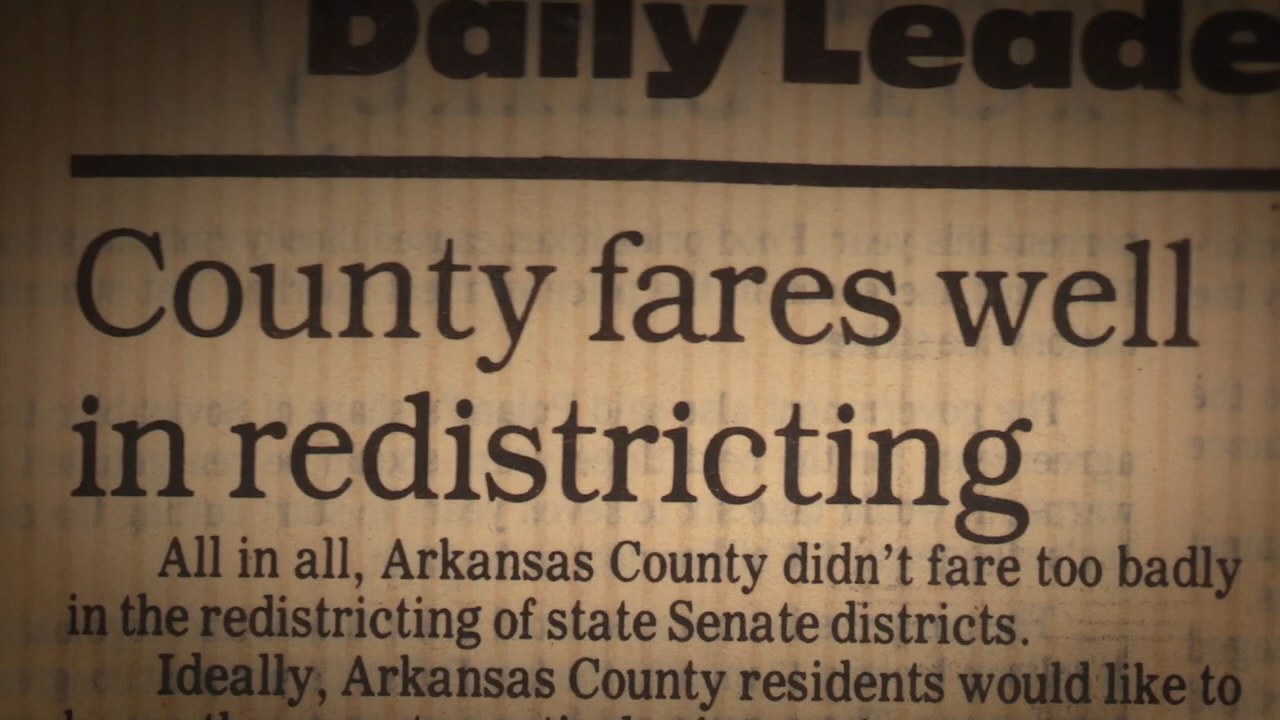 Daily Leade
County fares well
in redistricting
All in all, Arkansas County didn't fare too badly
in the redistricting of state Senate districts.
Ideally, Arkansas County residents would like to